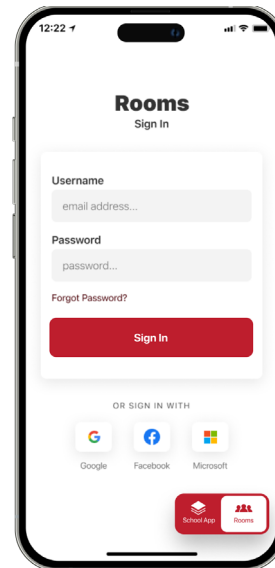 12:22
Rooms
Sign In
Username
email address...
Password
password...
Forgot Password?
Sign In
OR SIGN IN WITH
Google Facebook Microsoft
School App Rooms